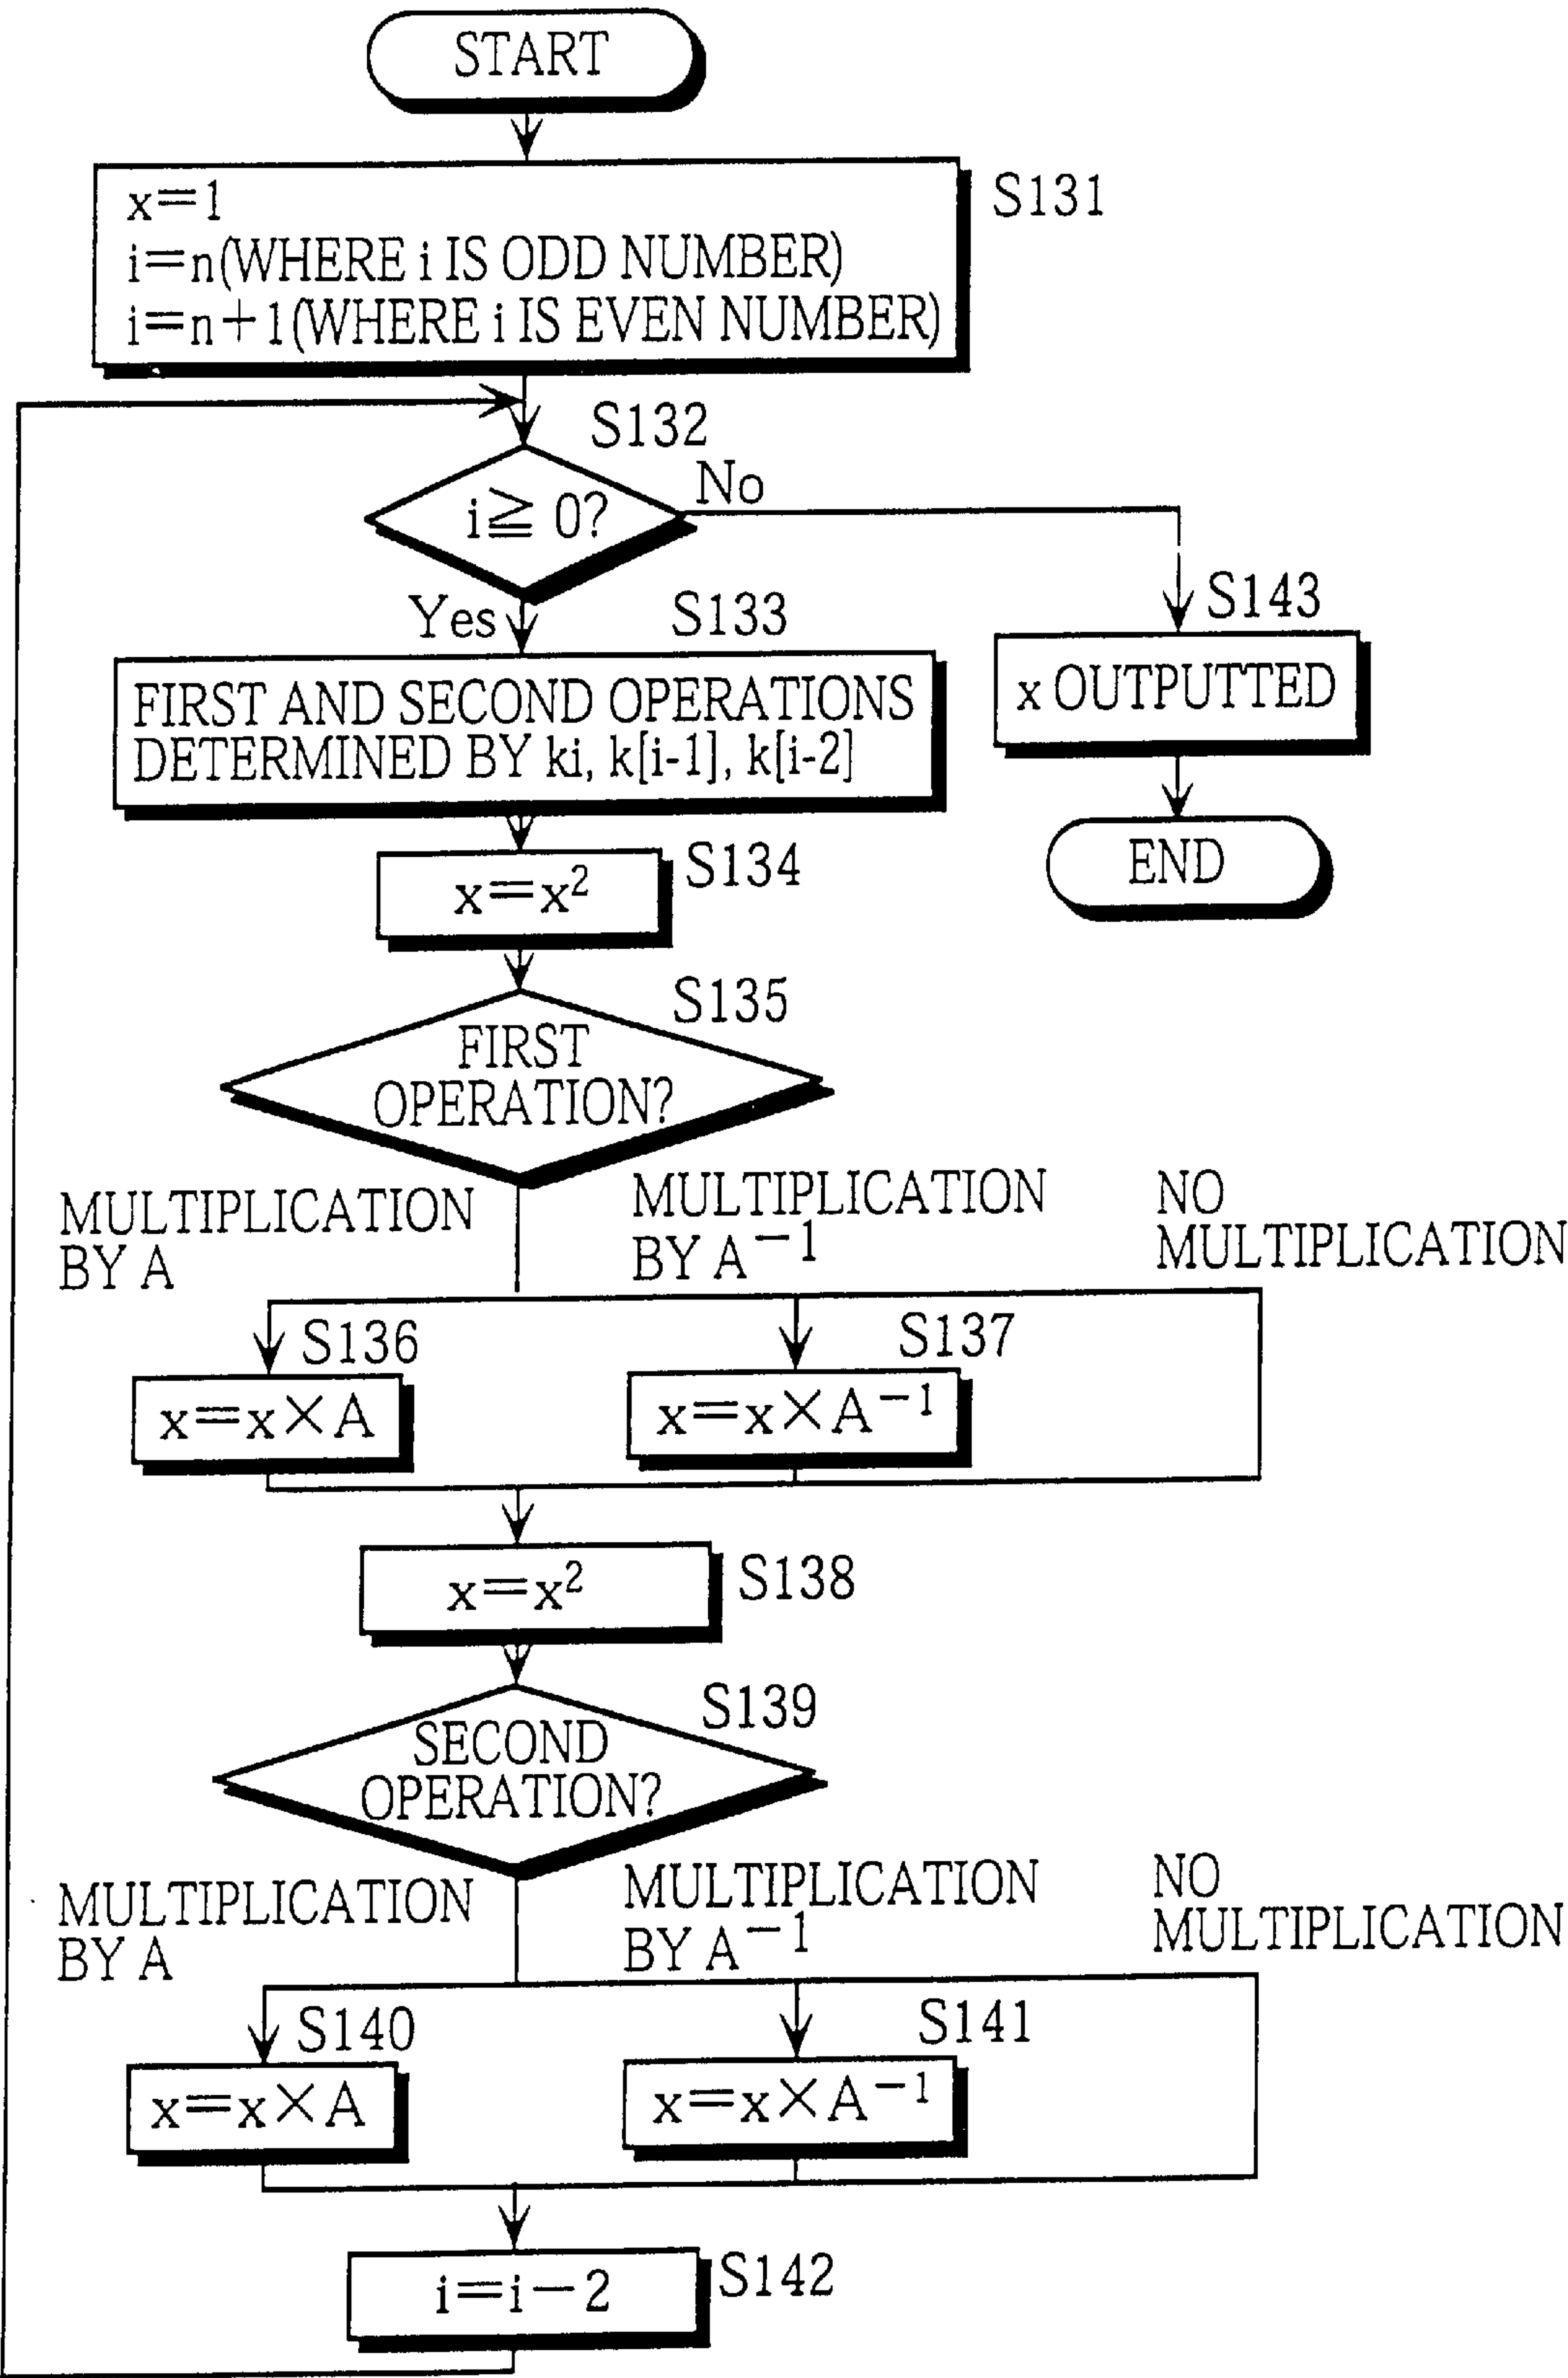 START
x=1
i=n(WHERE i IS ODD NUMBER)
i=n+1(WHERE i IS EVEN NUMBER)
S131
S132
i≧ 0?
No
Yes
S133
S143
FIRST AND SECOND OPERATIONS
DETERMINED BY ki, k[i-1], k[i-2]
x OUTPUTTED
S134
x=x²
END
S135
FIRST
OPERATION?
MULTIPLICATION
BY A
MULTIPLICATION
BY A⁻¹
NO
MULTIPLICATION
S136
S137
x=x×A
x=x×A⁻¹
x=x²
S138
S139
SECOND
OPERATION?
MULTIPLICATION
BY A
MULTIPLICATION
BY A⁻¹
NO
MULTIPLICATION
S140
S141
x=x×A
x=x×A⁻¹
i=i-2
S142